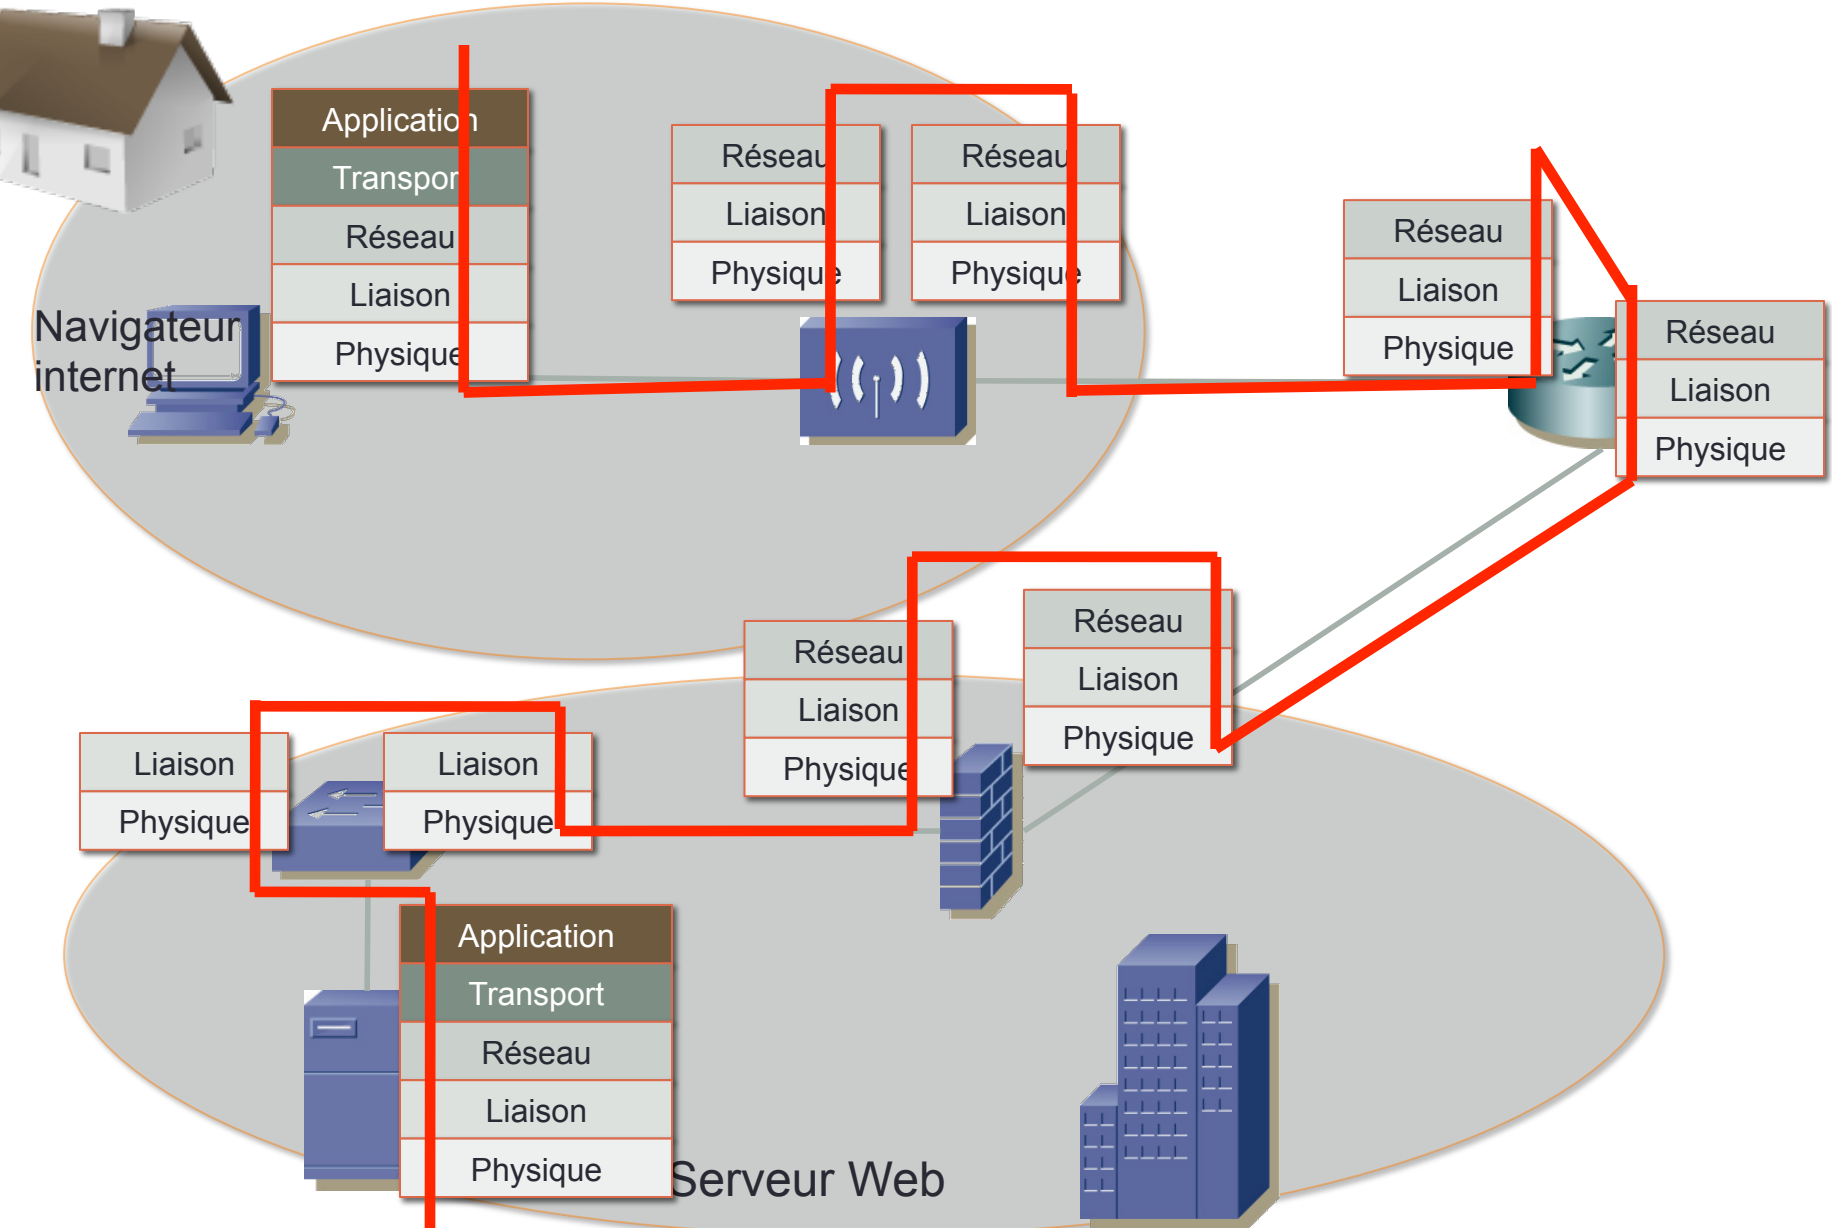 Application
Transport
Réseau
Liaison
Physique
Navigateur
internet
Réseau
Liaison
Physique
Réseau
Liaison
Physique
Réseau
Liaison
Physique
Réseau
Liaison
Physique
Réseau
Liaison
Physique
Réseau
Liaison
Physique
Liaison
Physique
Liaison
Physique
Application
Transport
Réseau
Liaison
Physique
Serveur Web